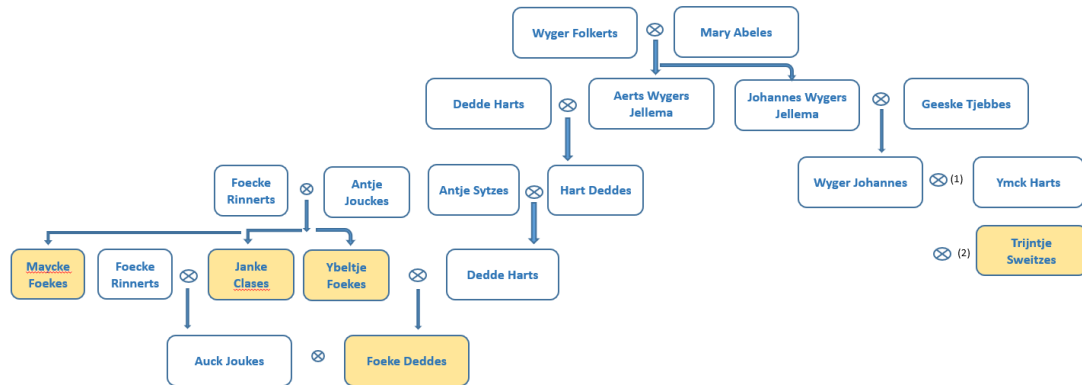 Wyger Folkerts
Mary Abeles
Dedde Harts
Aerts Wygers
Jellema
Johannes Wygers
Jellema
Geeske Tjebbes
Foecke
Rinnerts
Antje
Jouckes
Antje Sytzes
Hart Deddes
Wyger Johannes
(1)
Ymck Harts
Maycke
Foekes
Foecke
Rinnerts
Janke
Clases
Ybeltje
Foekes
Dedde Harts
(2)
Trijntje
Sweitzes
Auck Joukes
Foeke Deddes